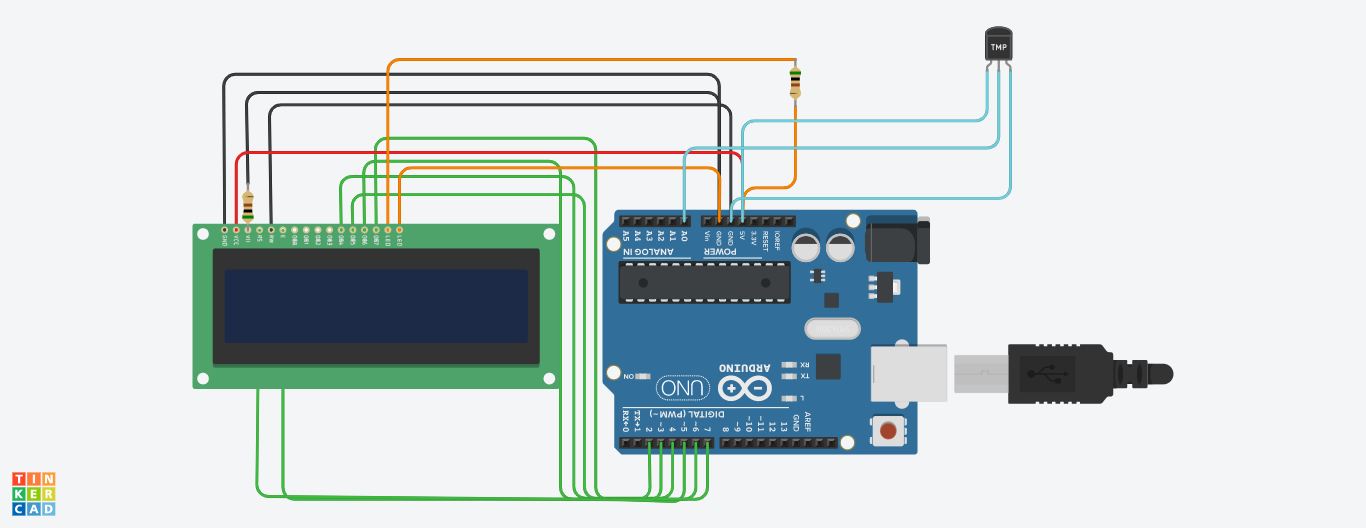 TMP
GND
VCC
V0
RS
RW
E
DB0
DB1
DB2
DB3
DB4
DB5
DB6
DB7
LED
LED
A5
A4
A3
A2
A1
A0
Vin
GND
GND
5V
3.3V
RESET
IOREF
ANALOG IN
POWER
ON
UNO
ARDUINO
RX
TX
L
DIGITAL (PWM~)
RX←0
TX→1
2
~3
4
~5
~6
7
8
~9
~10
~11
12
13
GND
AREF
TIN
KER
CAD